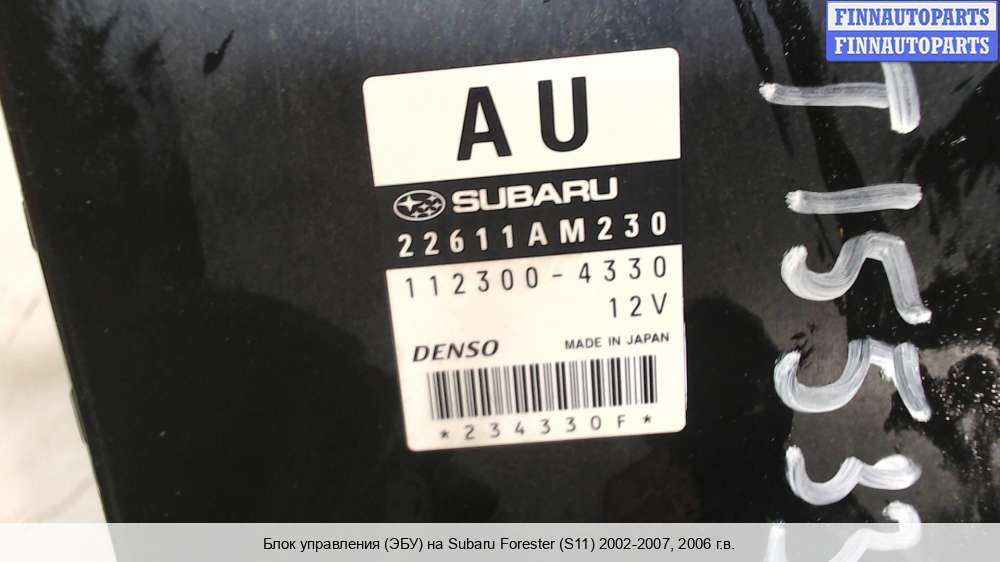 FINNAUTOPARTS
FINNAUTOPARTS
AU
SUBARU
22611AM230
112300-4330
12V
DENSO MADE IN JAPAN
*234330F*
Блок управления (ЭБУ) на Subaru Forester (S11) 2002-2007, 2006 г.в.